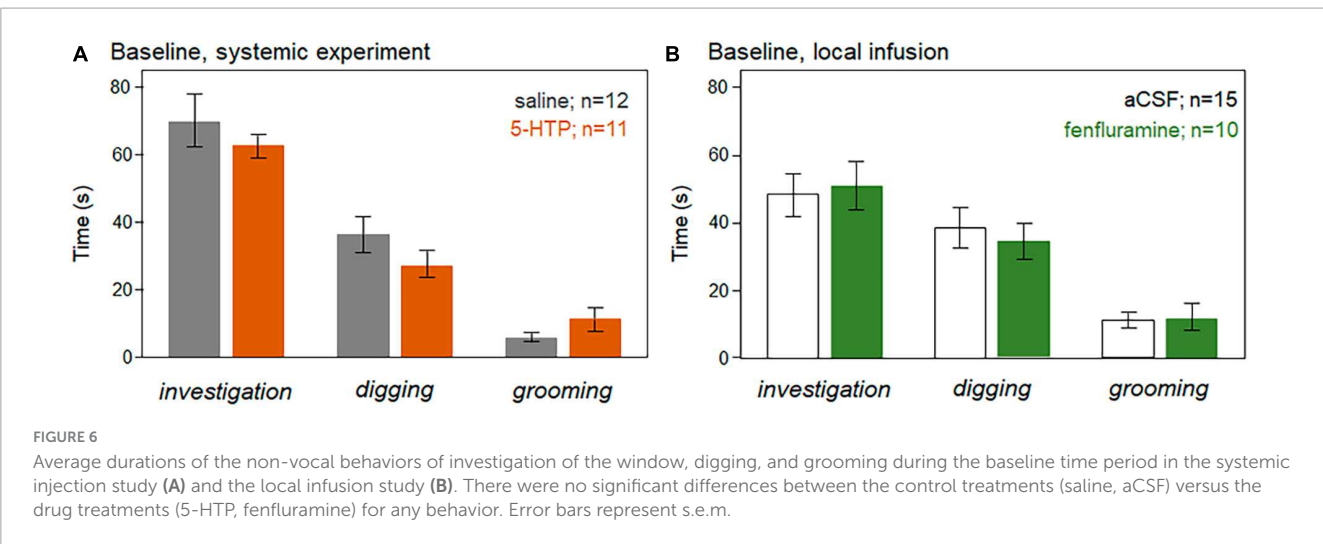 A Baseline, systemic experiment
80
60
40
20
0
Time (s)
saline; n=12
5-HTP; n=11
investigation digging grooming
B Baseline, local infusion
80
60
40
20
0
Time (s)
aCSF; n=15
fenfluramine; n=10
investigation digging grooming
FIGURE 6
Average durations of the non-vocal behaviors of investigation of the window, digging, and grooming during the baseline time period in the systemic
injection study (A) and the local infusion study (B). There were no significant differences between the control treatments (saline, aCSF) versus the
drug treatments (5-HTP, fenfluramine) for any behavior. Error bars represent s.e.m.